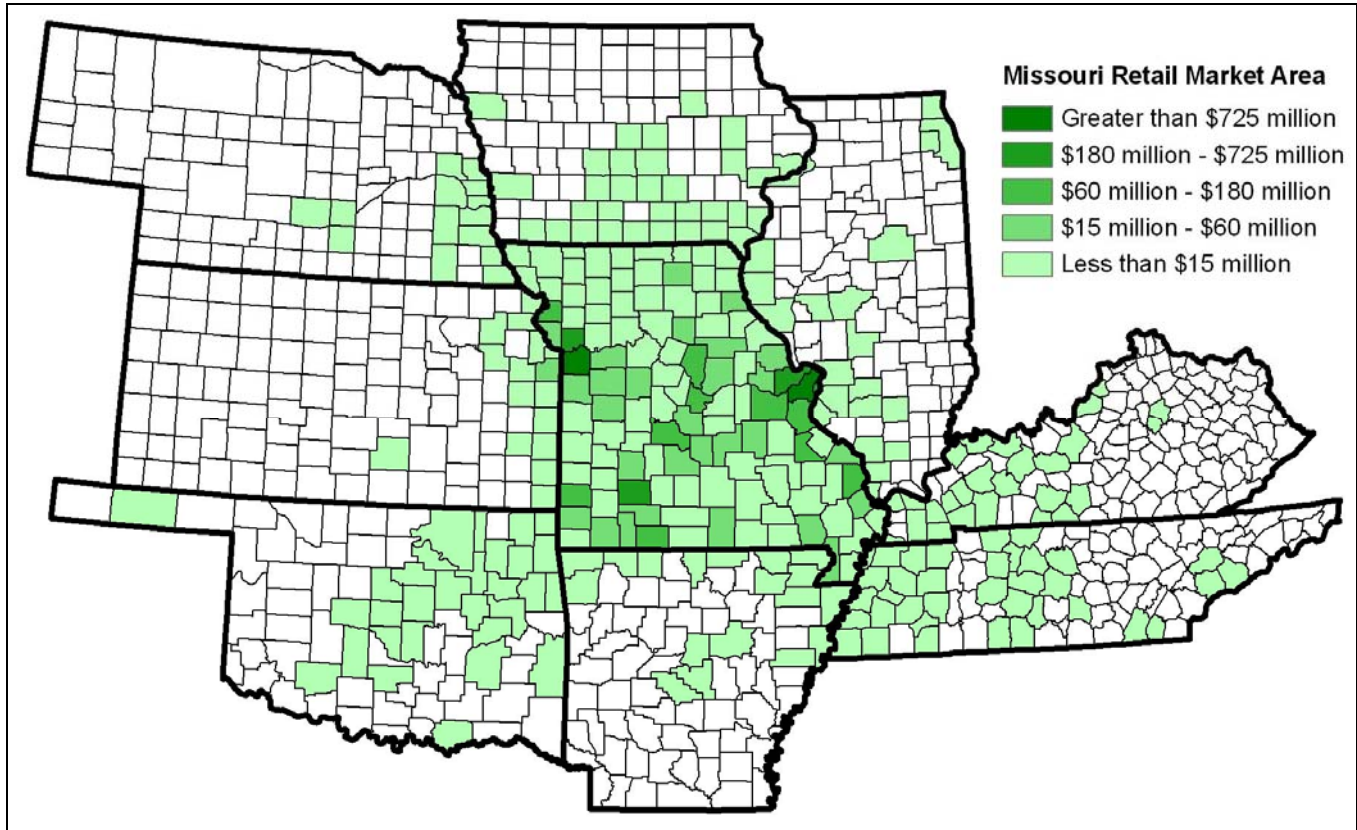 Missouri Retail Market Area
Greater than $725 million
$180 million - $725 million
$60 million - $180 million
$15 million - $60 million
Less than $15 million